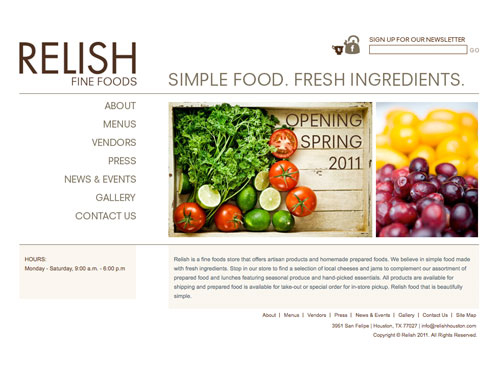 SIGN UP FOR OUR NEWSLETTER
GO
RELISH
FINE FOODS
SIMPLE FOOD. FRESH INGREDIENTS.
ABOUT
MENUS
VENDORS
PRESS
NEWS & EVENTS
GALLERY
CONTACT US
OPENING
SPRING
2011
HOURS:
Monday - Saturday, 9:00 a.m. - 6:00 p.m
Relish is a fine foods store that offers artisan products and homemade prepared foods. We believe in simple food made
with fresh ingredients. Stop in our store to find a selection of local cheeses and jams to complement our assortment of
prepared food and lunches featuring seasonal produce and hand-picked essentials. All products are available for
shipping and prepared food is available for take-out or special order for in-store pickup. Relish food that is beautifully
simple.
About | Menus | Vendors | Press | News & Events | Gallery | Contact Us | Site Map
3951 San Felipe | Houston, TX 77027 | info@relishhouston.com
Copyright © Relish 2011. All Rights Reserved.